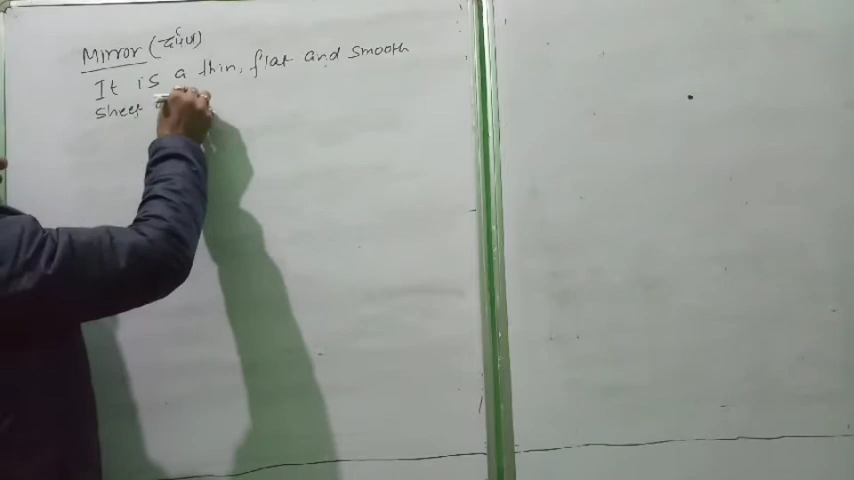 Mirror (दर्पण)
It is a thin, flat and smooth
sheet